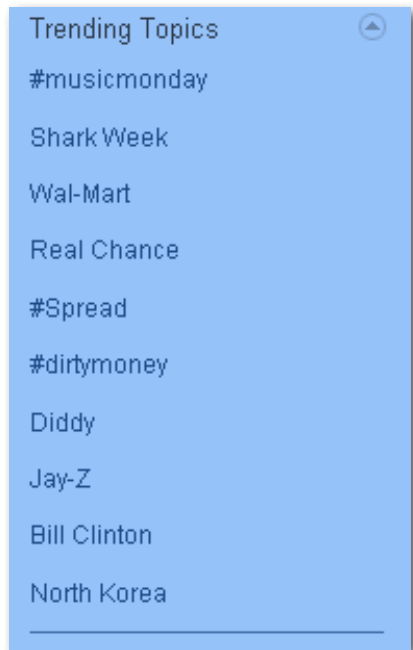 Trending Topics
#musicmonday
Shark Week
Wal-Mart
Real Chance
#Spread
#dirtymoney
Diddy
Jay-Z
Bill Clinton
North Korea